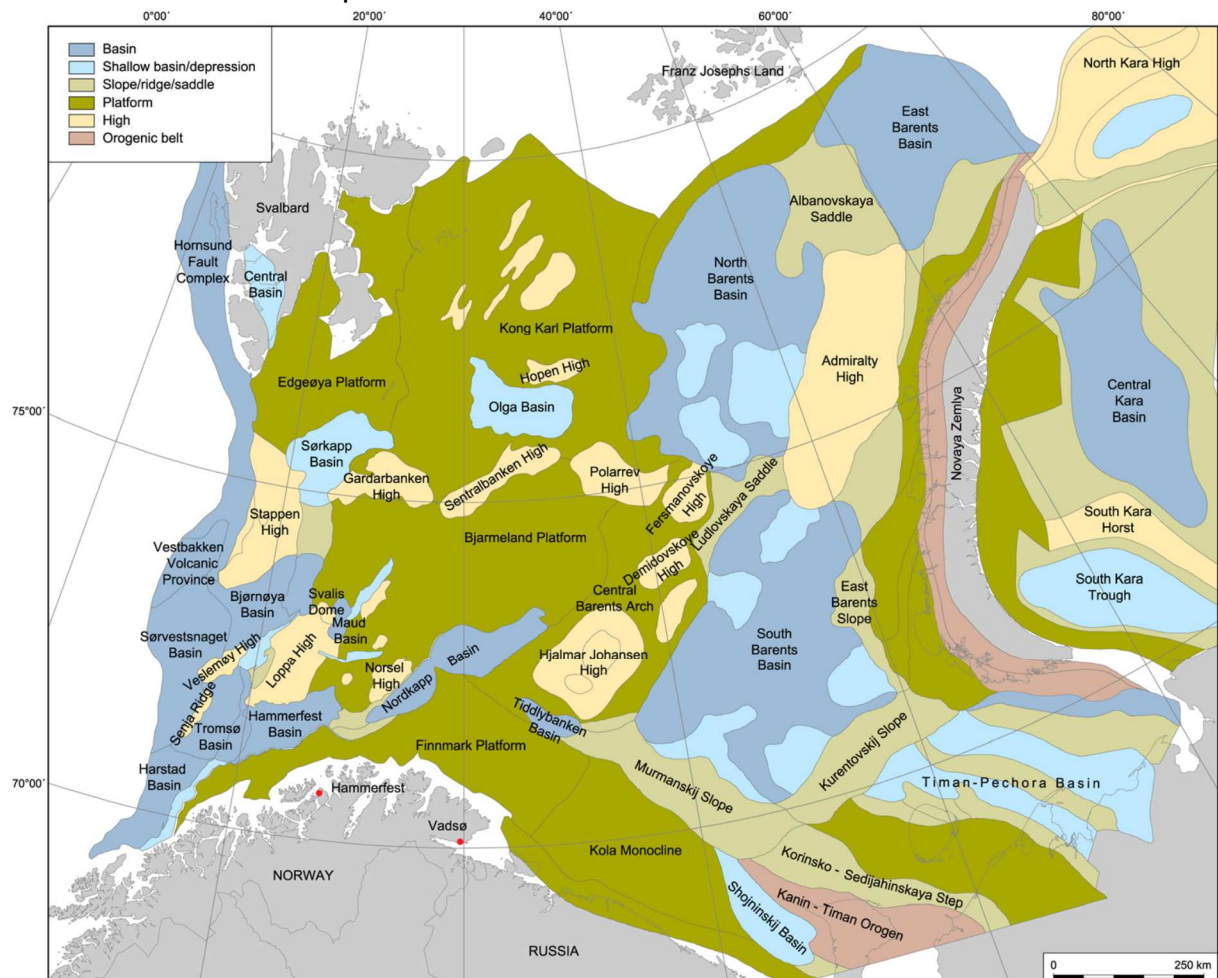 0°00′
20°00′
40°00′
60°00′
80°00′
Basin
Shallow basin/depression
Slope/ridge/saddle
Platform
High
Orogenic belt
Franz Josephs Land
North Kara High
East
Barents
Basin
Svalbard
Albanovskaya
Saddle
Hornsund
Fault
Complex
Central
Basin
North
Barents
Basin
Kong Karl Platform
Hopen High
Admiralty
High
Edgeøya Platform
Olga Basin
75°00′
Central
Kara
Basin
Novaya Zemlya
Sørkapp
Basin
Gardarbanken
High
Sentralbanken High
Polarrev
High
Fersmanovskoye
High
Ludlovskaya Saddle
Stappen
High
South Kara
Horst
Bjarmeland Platform
Vestbakken
Volcanic
Province
Demidovskoye
High
South Kara
Trough
Bjørnøya
Basin
Svalis
Dome
Maud
Basin
Central
Barents Arch
East
Barents
Slope
Sørvestsnaget
Basin
Veslemøy High
Loppa High
Norsel
High
Nordkapp
Basin
Hjalmar Johansen
High
South
Barents
Basin
Senja Ridge
Tromsø
Basin
Hammerfest
Basin
Tiddlybanken
Basin
Finnmark Platform
Kurentovskij Slope
Harstad
Basin
Murmanskij Slope
Timan-Pechora Basin
70°00′
Hammerfest
Vadsø
Kola Monocline
Korinsko - Sedijahinskaya Step
NORWAY
Shojninskij Basin
Kanin - Timan Orogen
RUSSIA
0
250 km